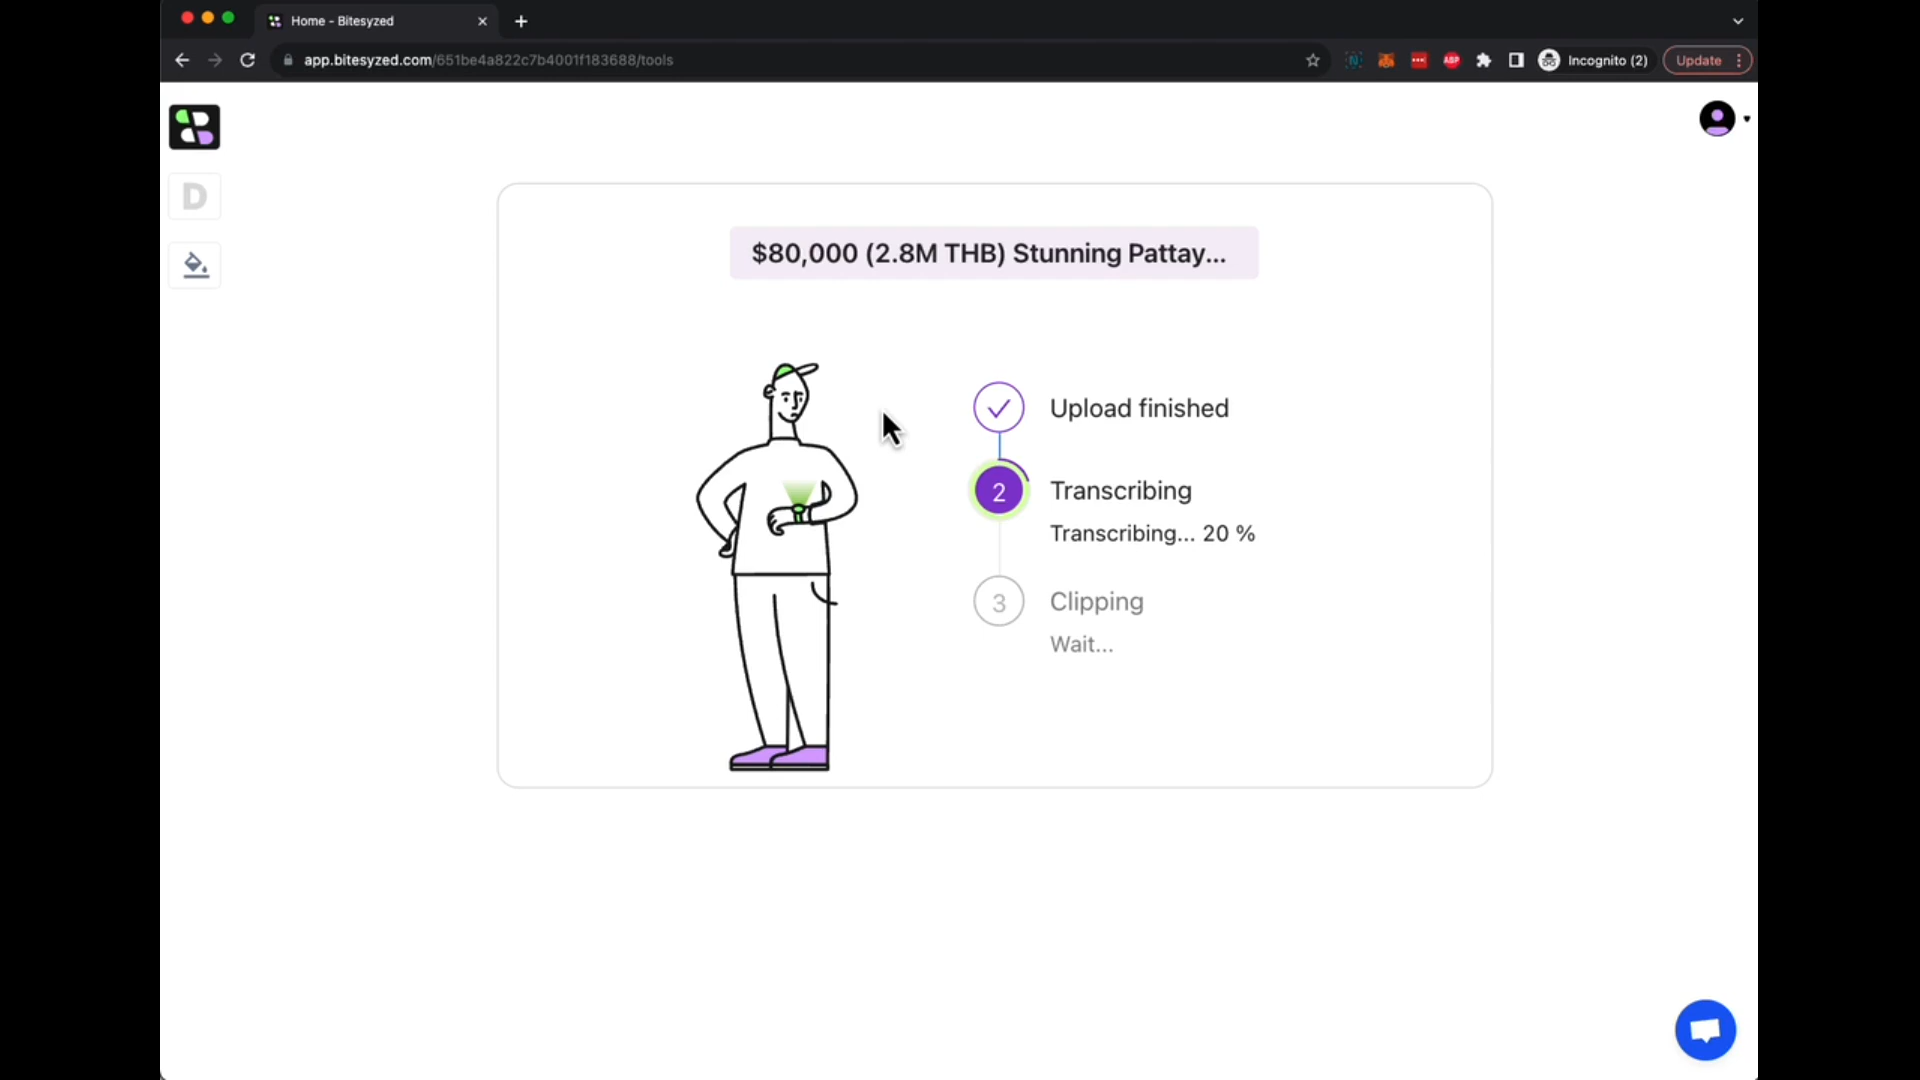 Home - Bitesyzed
app.bitesyzed.com/651be4a822c7b4001f183688/tools
ABP
Incognito (2)
Update
D
$80,000 (2.8M THB) Stunning Pattay...
Upload finished
2
Transcribing
Transcribing... 20 %
3
Clipping
Wait...